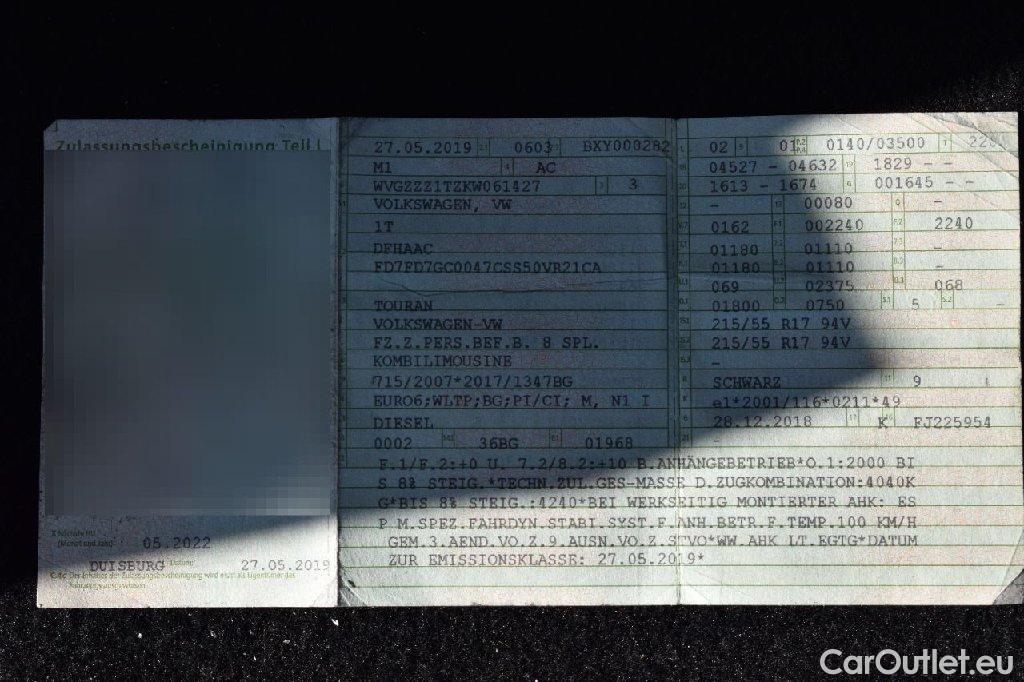 Zulassungsbescheinigung Teil I
05.2022
DUISBURG 27.05.2019
27.05.2019 0603 BKY000282
M1 AC
WVGZZZ1TZKW061427 3
VOLKSWAGEN, VW
1T
DFHAAC
FD7FD7GC0047CSS50VR21CA
TOURAN
VOLKSWAGEN-VW
FZ.Z.PERS.BEF.B. 8 SPL.
KOMBILIMOUSINE
715/2007*2017/1347BG
EURO6;WLTP;BG;PI/CI; M, N1 I
DIESEL
0002 36BG 01968
02 01 0140/03500
04527 - 04632 1829 - -
1613 - 1674 001645 - -
- 00080 -
0162 002240 2240
01180 01110 -
01180 01110 -
069 02375 068
01800 0750 5 -
215/55 R17 94V
215/55 R17 94V
-
-
SCHWARZ 9
e1*2001/116*0211*49
28.12.2018 K FJ225954
-
F.1/F.2:+0 U. 7.2/8.2:+10 B.ANHÄNGEBETRIEB*O.1:2000 BI
S 8% STEIG.*TECHN.ZUL.GES-MASSE D.ZUGKOMBINATION:4040K
G*BIS 8% STEIG.:4240*BEI WERKSEITIG MONTIERTER AHK: ES
P M.SPEZ.FAHRDYN.STABI.SYST.F.ANH.BETR.F.TEMP.100 KM/H
GEM.3.AEND.VO.Z.9.AUSN.VO.Z.STVO*WW.AHK LT.EGTG*DATUM
ZUR EMISSIONSKLASSE: 27.05.2019*
CarOutlet.eu